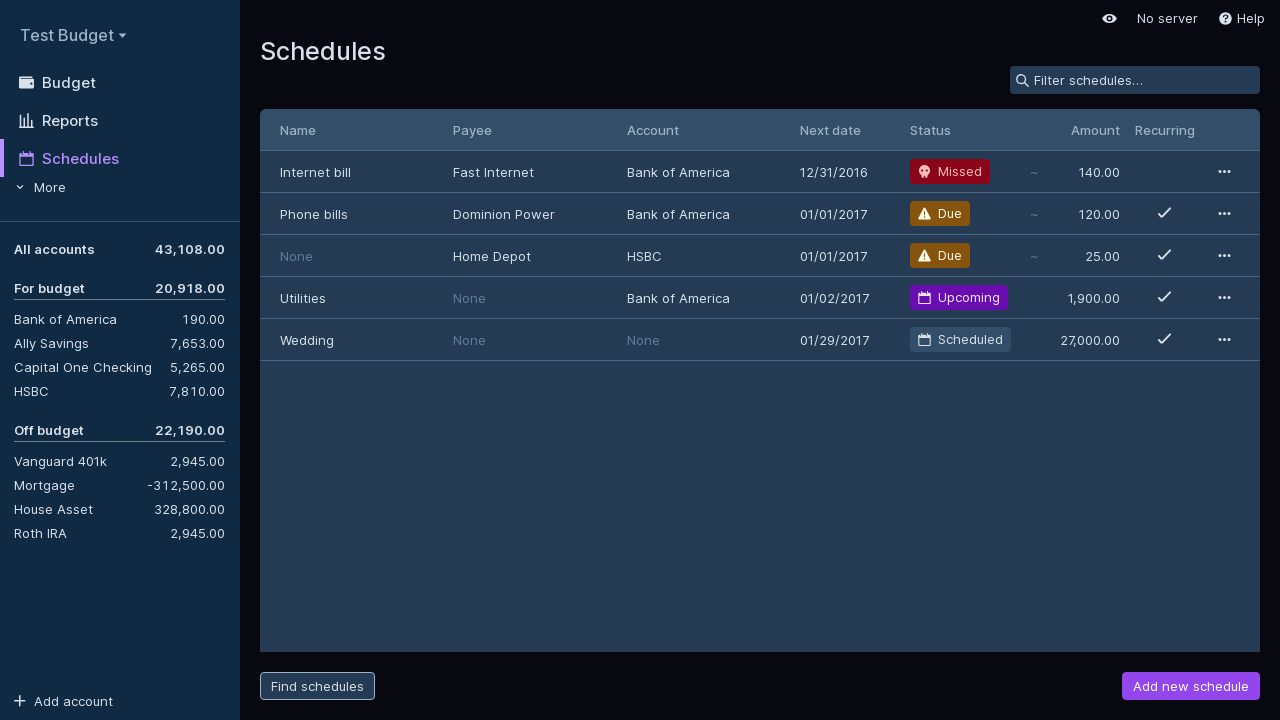 Test Budget
Budget
Reports
Schedules
More
All accounts 43,108.00
For budget 20,918.00
Bank of America 190.00
Ally Savings 7,653.00
Capital One Checking 5,265.00
HSBC 7,810.00
Off budget 22,190.00
Vanguard 401k 2,945.00
Mortgage -312,500.00
House Asset 328,800.00
Roth IRA 2,945.00
Add account
No server Help
Schedules
Filter schedules…
Name Payee Account Next date Status Amount Recurring
Internet bill Fast Internet Bank of America 12/31/2016 Missed ~ 140.00
Phone bills Dominion Power Bank of America 01/01/2017 Due ~ 120.00
None Home Depot HSBC 01/01/2017 Due ~ 25.00
Utilities None Bank of America 01/02/2017 Upcoming 1,900.00
Wedding None None 01/29/2017 Scheduled 27,000.00
Find schedules Add new schedule